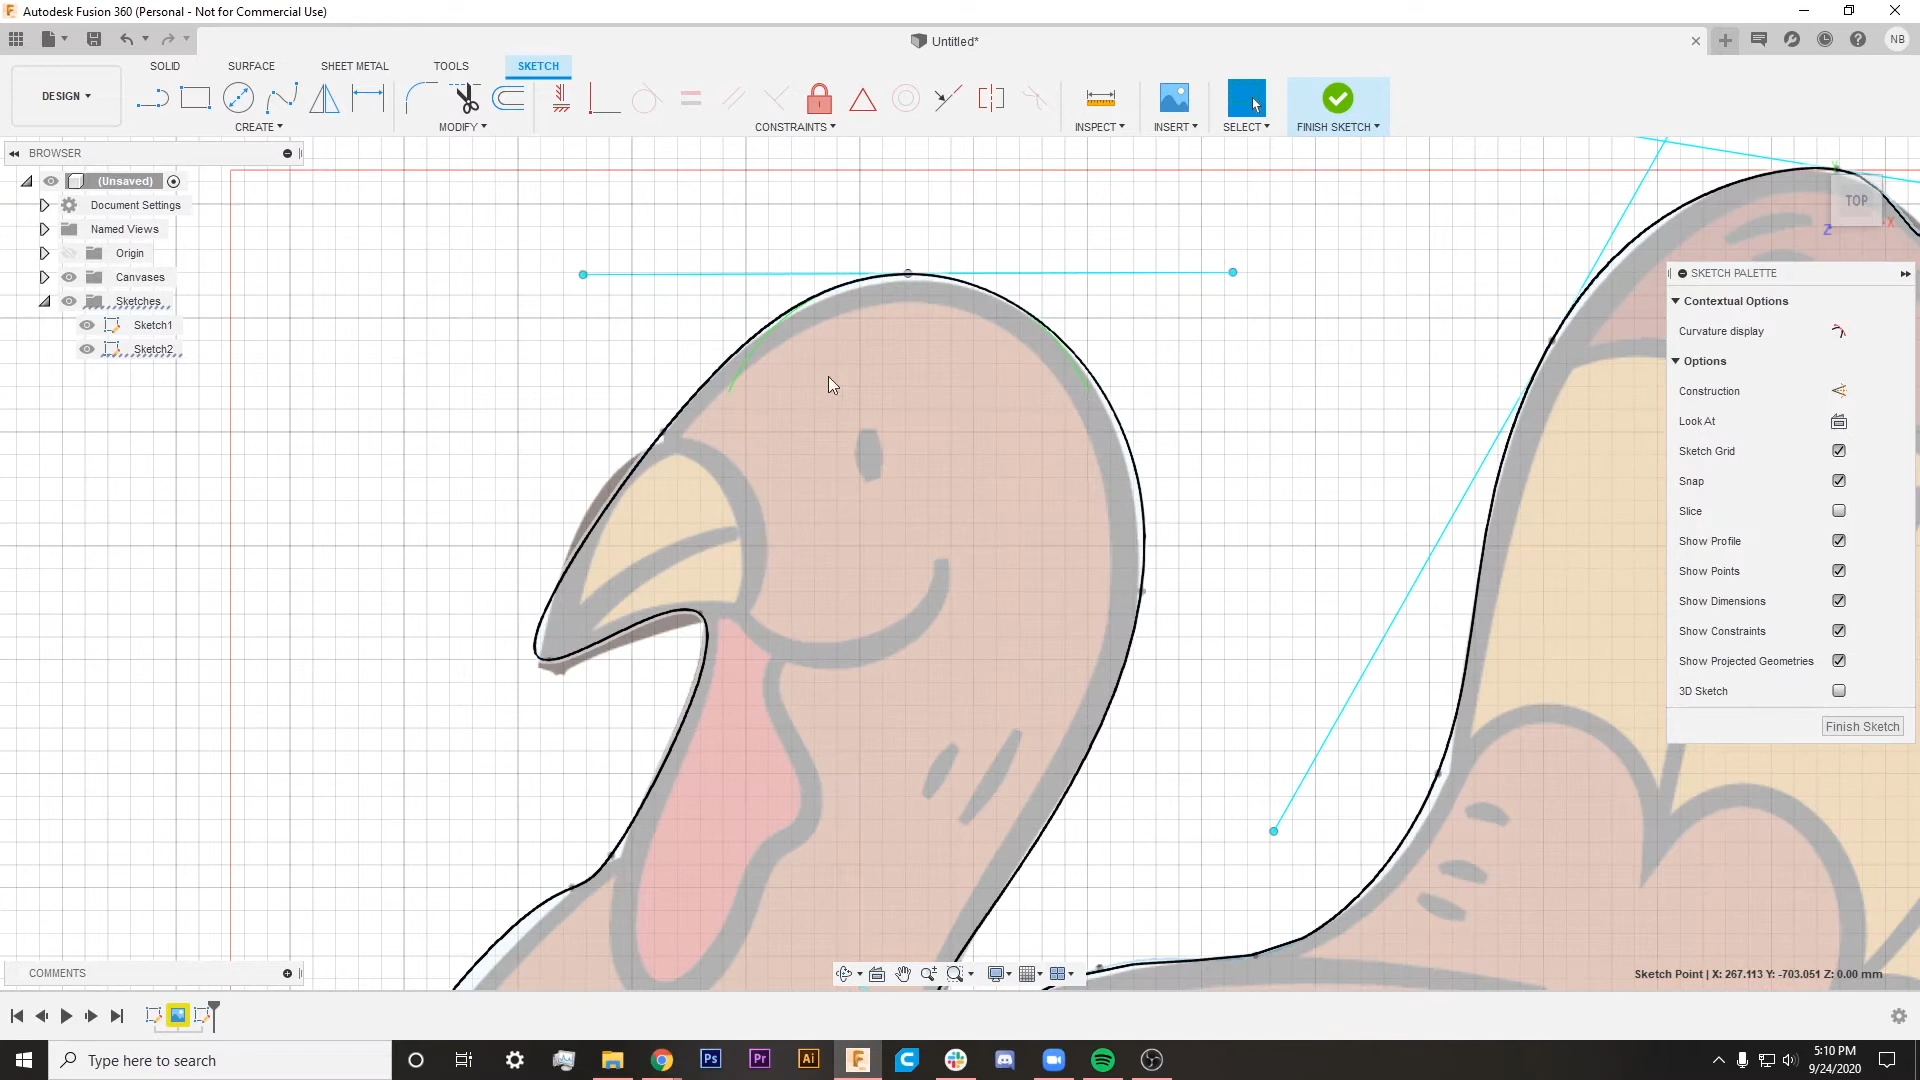 Autodesk Fusion 360 (Personal - Not for Commercial Use)
Untitled*
NB
DESIGN
SOLID
SURFACE
SHEET METAL
TOOLS
SKETCH
CREATE
MODIFY
CONSTRAINTS
INSPECT
INSERT
SELECT
FINISH SKETCH
BROWSER
(Unsaved)
Document Settings
Named Views
Origin
Canvases
Sketches
Sketch1
Sketch2
TOP
Z
X
SKETCH PALETTE
Contextual Options
Curvature display
Options
Construction
Look At
Sketch Grid
Snap
Slice
Show Profile
Show Points
Show Dimensions
Show Constraints
Show Projected Geometries
3D Sketch
Finish Sketch
COMMENTS
Sketch Point | X: 267.113 Y: -703.051 Z: 0.00 mm
Type here to search
Ps
Pr
Ai
5:10 PM
9/24/2020